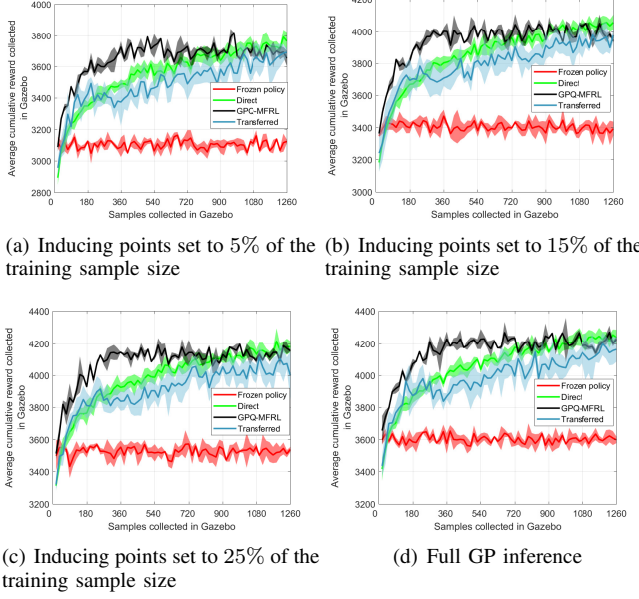 4000
3800
3600
3400
3200
3000
2800
Average cumulative reward collected
in Gazebo
Frozen policy
Direct
GPC-MFRL
Transferred
0 180 360 540 720 900 1080 1260
Samples collected in Gazebo
4200
4000
3800
3600
3400
3200
3000
Average cumulative reward collected
in Gazebo
Frozen policy
Direct
GPQ-MFRL
Transferred
0 180 360 540 720 900 1080 1260
Samples collected in Gazebo
(a) Inducing points set to 5% of the
training sample size
(b) Inducing points set to 15% of the
training sample size
4400
4200
4000
3800
3600
3400
3200
Average cumulative reward collected
in Gazebo
Frozen policy
Direct
GPQ-MFRL
Transferred
0 180 360 540 720 900 1080 1260
Samples collected in Gazebo
4400
4200
4000
3800
3600
3400
3200
Average cumulative reward collected
in Gazebo
Frozen policy
Direct
GPQ-MFRL
Transferred
0 180 360 540 720 900 1080 1260
Samples collected in Gazebo
(c) Inducing points set to 25% of the
training sample size
(d) Full GP inference